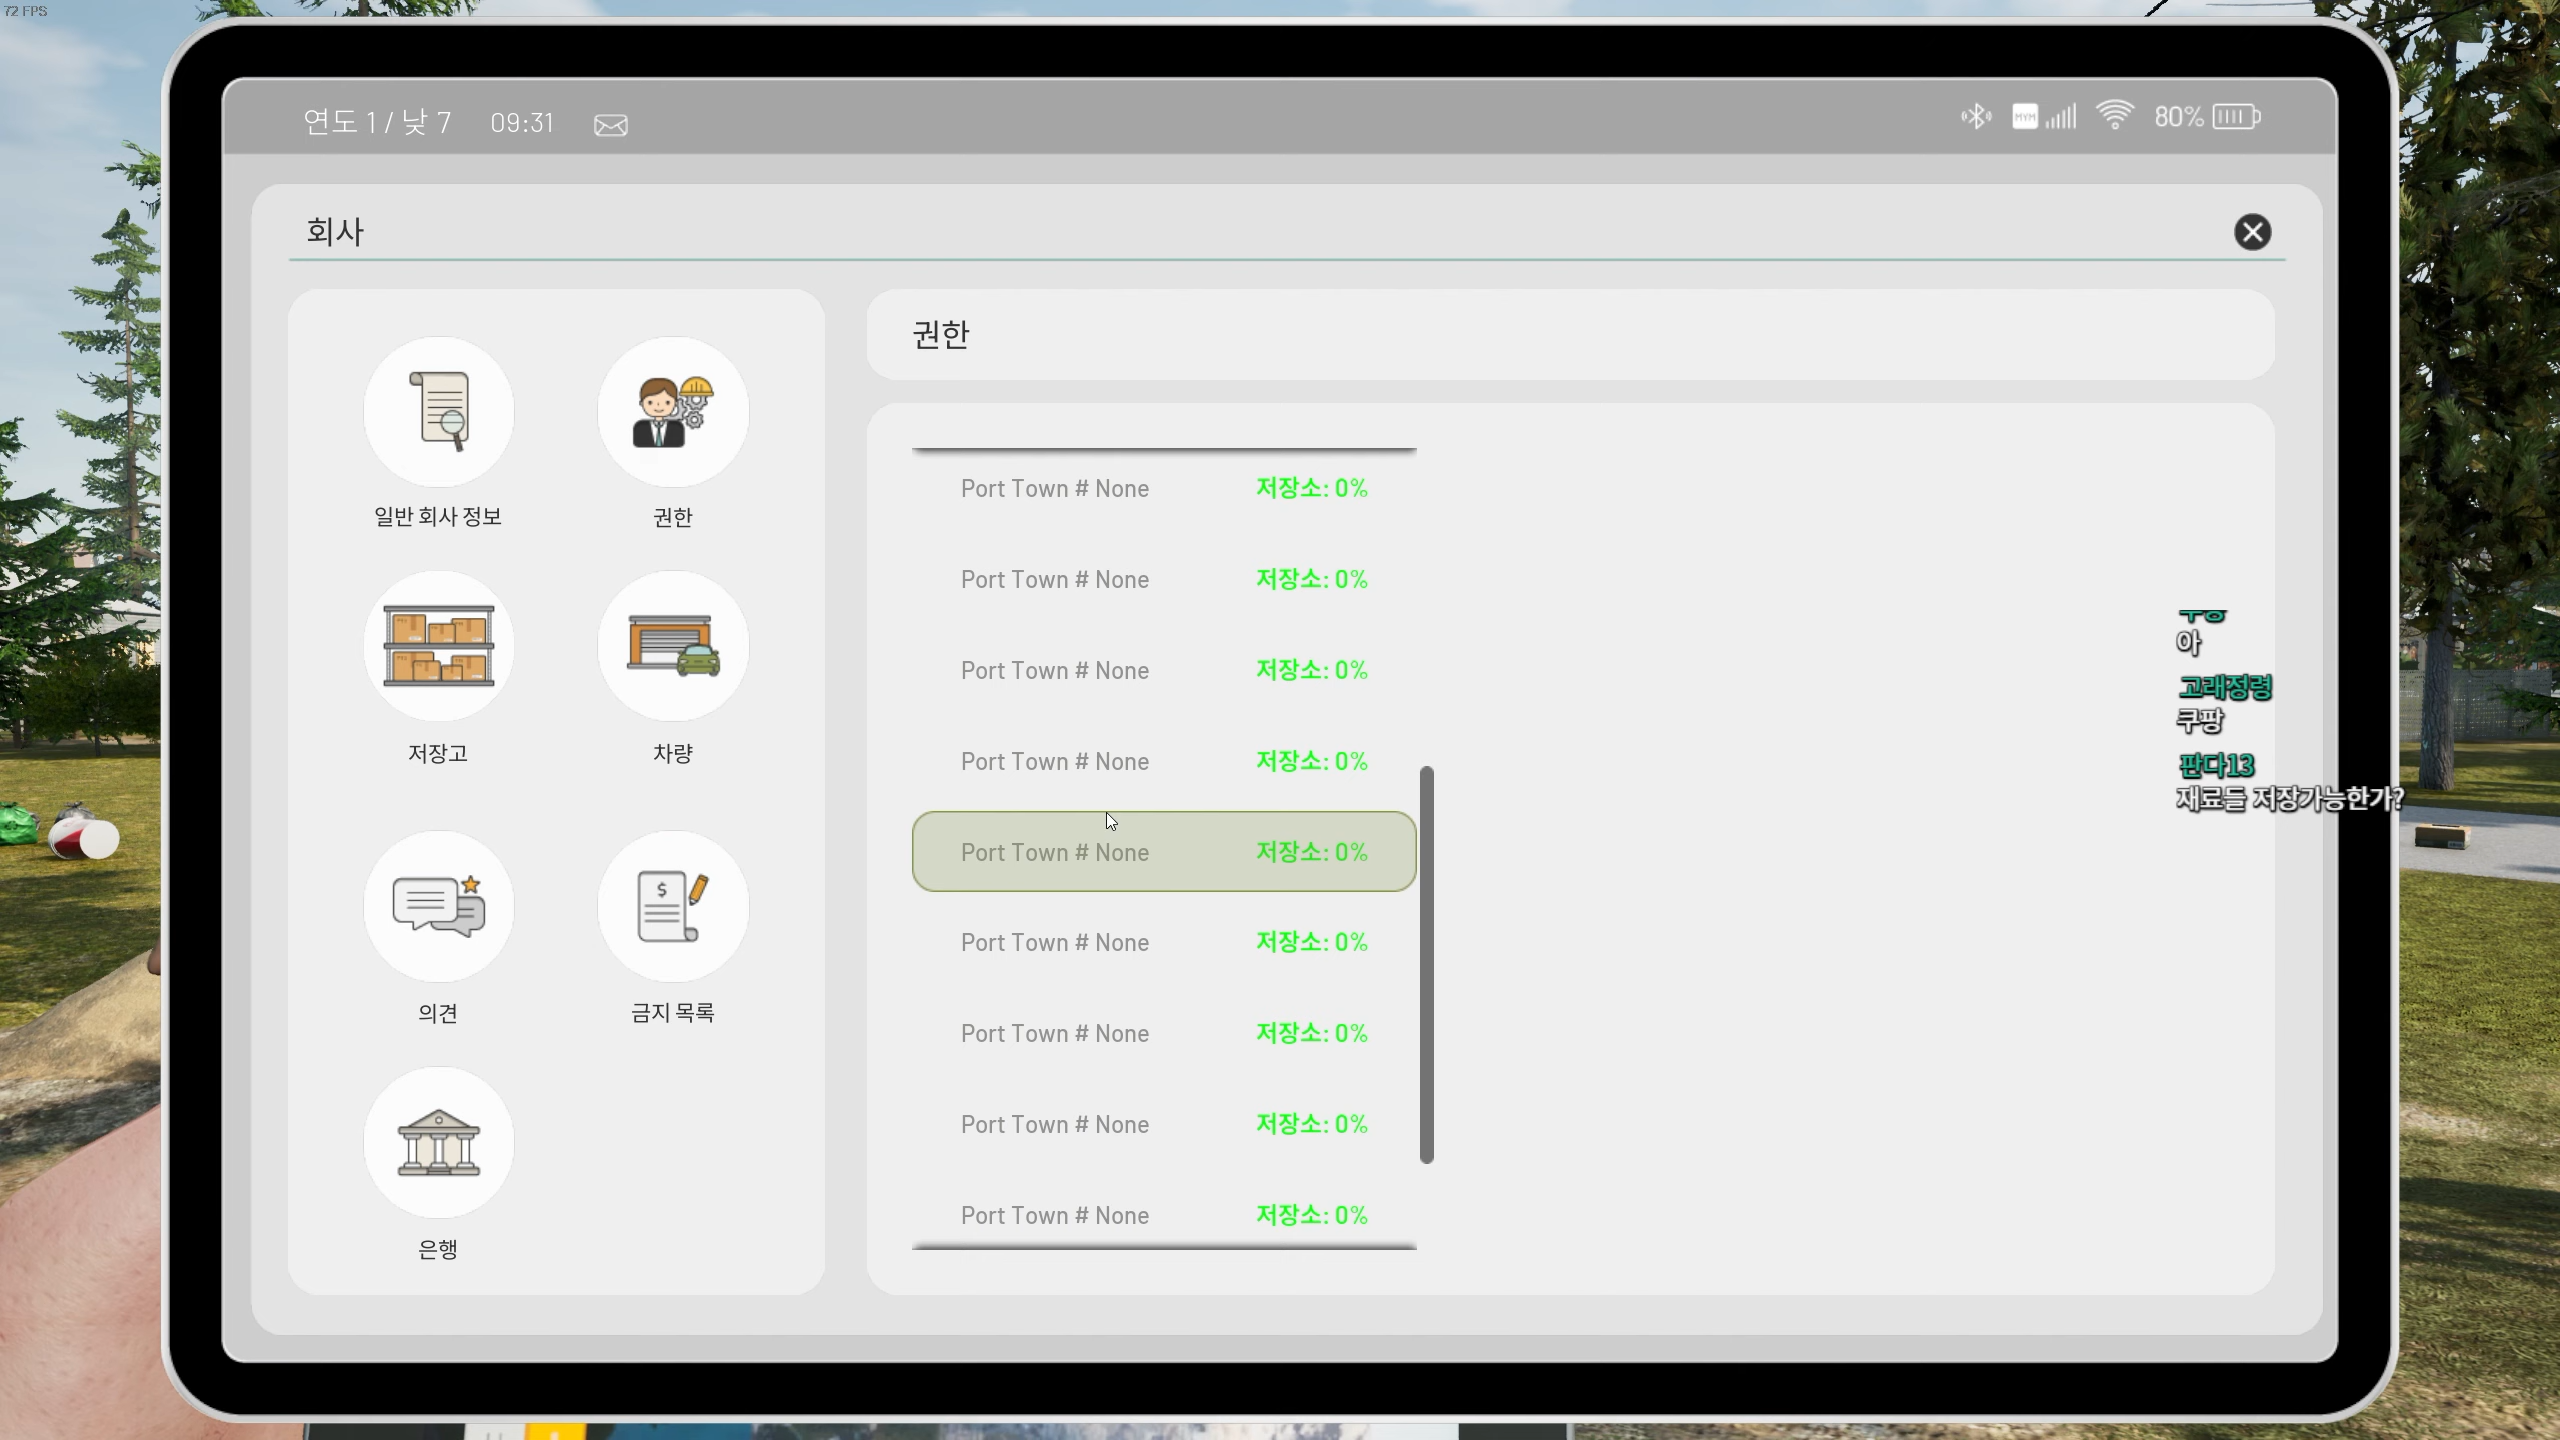 72 FPS
연도 1 / 낮 7 09:31
MYM
80%
회사
권한
일반 회사 정보
권한
저장고
차량
의견
금지 목록
은행
Port Town # None 저장소: 0%
Port Town # None 저장소: 0%
Port Town # None 저장소: 0%
Port Town # None 저장소: 0%
Port Town # None 저장소: 0%
Port Town # None 저장소: 0%
Port Town # None 저장소: 0%
Port Town # None 저장소: 0%
Port Town # None 저장소: 0%
아
고래정령
쿠팡
판다13
재료들 저장가능한가?